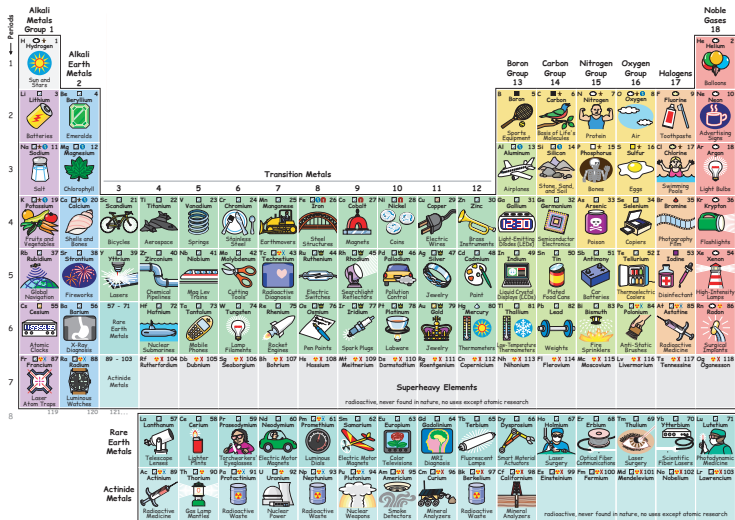 Alkali Metals Group 1
Noble Gases 18
Periods
H 1 Hydrogen Sun and Stars
He 2 Helium Balloons
Alkali Earth Metals 2
Boron Group 13
Carbon Group 14
Nitrogen Group 15
Oxygen Group 16
Halogens 17
1
2
Li 3 Lithium Batteries
Be 4 Beryllium Emeralds
B 5 Boron Sports Equipment
C 6 Carbon Basis of Life's Molecules
N 7 Nitrogen Protein
O 8 Oxygen Air
F 9 Fluorine Toothpaste
Ne 10 Neon Advertising Signs
3
Na 11 Sodium Salt
Mg 12 Magnesium Chlorophyll
Transition Metals
3 4 5 6 7 8 9 10 11 12
Al 13 Aluminum Airplanes
Si 14 Silicon Stone, Sand, and Soil
P 15 Phosphorus Bones
S 16 Sulfur Eggs
Cl 17 Chlorine Swimming Pools
Ar 18 Argon Light Bulbs
4
K 19 Potassium Fruits and Vegetables
Ca 20 Calcium Shells and Bones
Sc 21 Scandium Bicycles
Ti 22 Titanium Aerospace
V 23 Vanadium Springs
Cr 24 Chromium Stainless Steel
Mn 25 Manganese Earthmovers
Fe 26 Iron Steel Structures
Co 27 Cobalt Magnets
Ni 28 Nickel Coins
Cu 29 Copper Electric Wires
Zn 30 Zinc Brass Instruments
Ga 31 Gallium Light-Emitting Diodes (LEDs)
Ge 32 Germanium Semiconductor Electronics
As 33 Arsenic Poison
Se 34 Selenium Copiers
Br 35 Bromine Photography Film
Kr 36 Krypton Flashlights
5
Rb 37 Rubidium Global Navigation
Sr 38 Strontium Fireworks
Y 39 Yttrium Lasers
Zr 40 Zirconium Chemical Pipelines
Nb 41 Niobium Mag Lev Trains
Mo 42 Molybdenum Cutting Tools
Tc 43 Technetium Radioactive Diagnosis
Ru 44 Ruthenium Electric Switches
Rh 45 Rhodium Searchlight Reflectors
Pd 46 Palladium Pollution Control
Ag 47 Silver Jewelry
Cd 48 Cadmium Paint
In 49 Indium Liquid Crystal Displays (LCDs)
Sn 50 Tin Plated Food Cans
Sb 51 Antimony Car Batteries
Te 52 Tellurium Thermoelectric Coolers
I 53 Iodine Disinfectant
Xe 54 Xenon High-Intensity Lamps
6
Cs 55 Cesium Atomic Clocks
Ba 56 Barium X-Ray Diagnosis
57 - 71 Rare Earth Metals
Hf 72 Hafnium Nuclear Submarines
Ta 73 Tantalum Mobile Phones
W 74 Tungsten Lamp Filaments
Re 75 Rhenium Rocket Engines
Os 76 Osmium Pen Points
Ir 77 Iridium Spark Plugs
Pt 78 Platinum Labware
Au 79 Gold Jewelry
Hg 80 Mercury Thermometers
Tl 81 Thallium Low-Temperature Thermometers
Pb 82 Lead Weights
Bi 83 Bismuth Fire Sprinklers
Po 84 Polonium Anti-Static Brushes
At 85 Astatine Radioactive Medicine
Rn 86 Radon Surgical Implants
7
Fr 87 Francium Laser Atom Traps
Ra 88 Radium Luminous Watches
89 - 103 Actinide Metals
Rf 104 Rutherfordium
Db 105 Dubnium
Sg 106 Seaborgium
Bh 107 Bohrium
Hs 108 Hassium
Mt 109 Meitnerium
Ds 110 Darmstadtium
Rg 111 Roentgenium
Cn 112 Copernicium
Nh 113 Nihonium
Fl 114 Flerovium
Mc 115 Moscovium
Lv 116 Livermorium
Ts 117 Tennessine
Og 118 Oganesson
Superheavy Elements
radioactive, never found in nature, no uses except atomic research
8
119 120 121...
Rare Earth Metals
La 57 Lanthanum Telescope Lenses
Ce 58 Cerium Lighter Flints
Pr 59 Praseodymium Torchworkers' Eyeglasses
Nd 60 Neodymium Electric Motor Magnets
Pm 61 Promethium Luminous Dials
Sm 62 Samarium Electric Motor Magnets
Eu 63 Europium Color Televisions
Gd 64 Gadolinium MRI Diagnosis
Tb 65 Terbium Fluorescent Lamps
Dy 66 Dysprosium Smart Material Actuators
Ho 67 Holmium Laser Surgery
Er 68 Erbium Optical Fiber Communications
Tm 69 Thulium Laser Surgery
Yb 70 Ytterbium Scientific Fiber Lasers
Lu 71 Lutetium Photodynamic Medicine
Actinide Metals
Ac 89 Actinium Radioactive Medicine
Th 90 Thorium Gas Lamp Mantles
Pa 91 Protactinium Radioactive Waste
U 92 Uranium Nuclear Power
Np 93 Neptunium Radioactive Waste
Pu 94 Plutonium Nuclear Weapons
Am 95 Americium Smoke Detectors
Cm 96 Curium Mineral Analyzers
Bk 97 Berkelium Radioactive Waste
Cf 98 Californium Mineral Analyzers
Es 99 Einsteinium
Fm 100 Fermium
Md 101 Mendelevium
No 102 Nobelium
Lr 103 Lawrencium
radioactive, never found in nature, no uses except atomic research